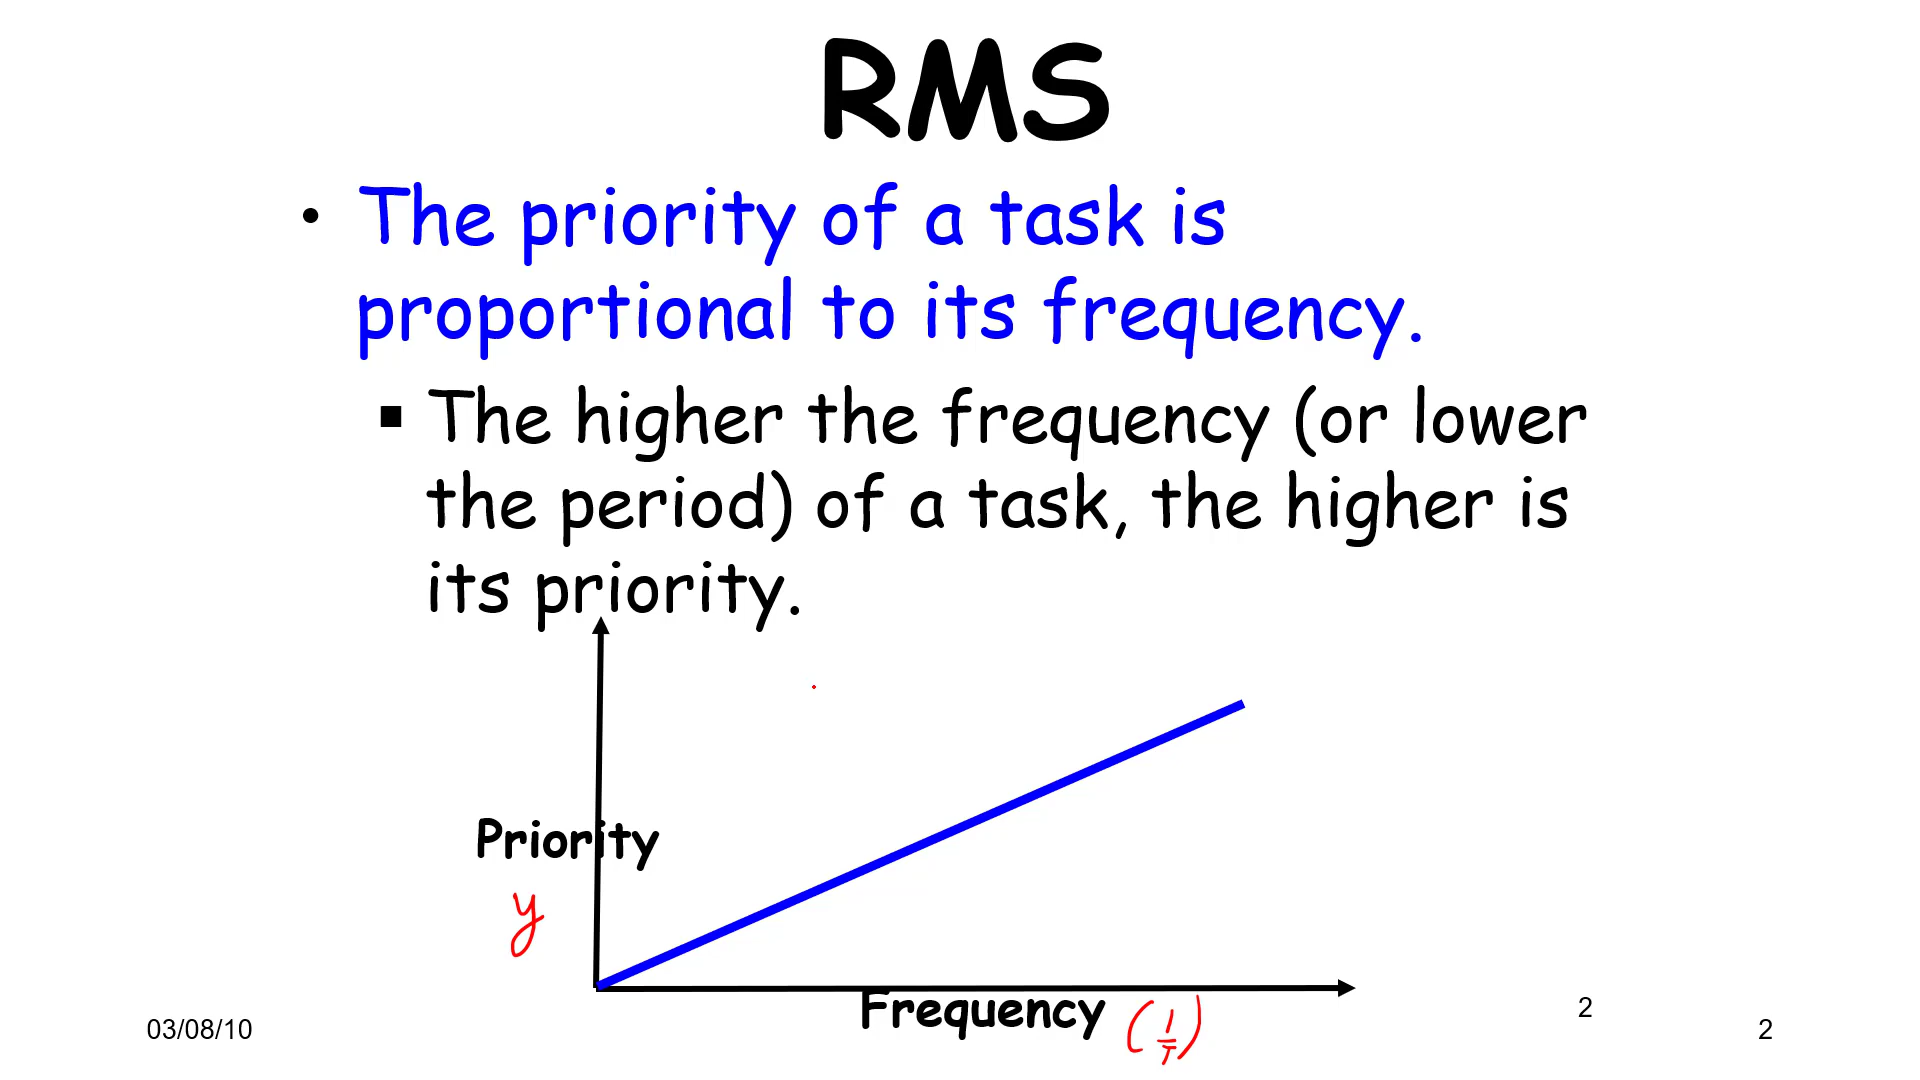 RMS
• The priority of a task is
proportional to its frequency.
▪ The higher the frequency (or lower
the period) of a task, the higher is
its priority.
Priority
y
Frequency (1/T)
03/08/10
2
2